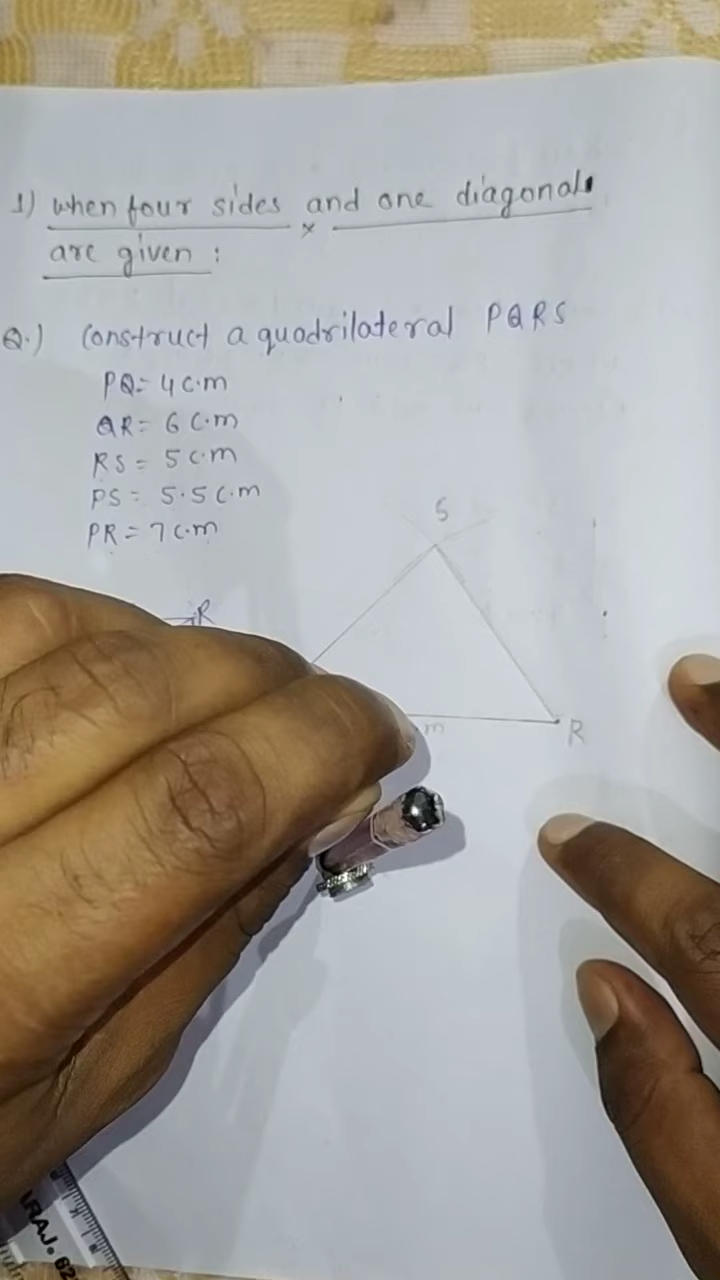 1) when four sides and one diagonal
are given :
Q.) Construct a quadrilateral PQRS
PQ= 4 c.m
QR= 6 c.m
RS = 5 c.m
PS = 5.5 c.m
PR = 7 c.m
S
R
m
R